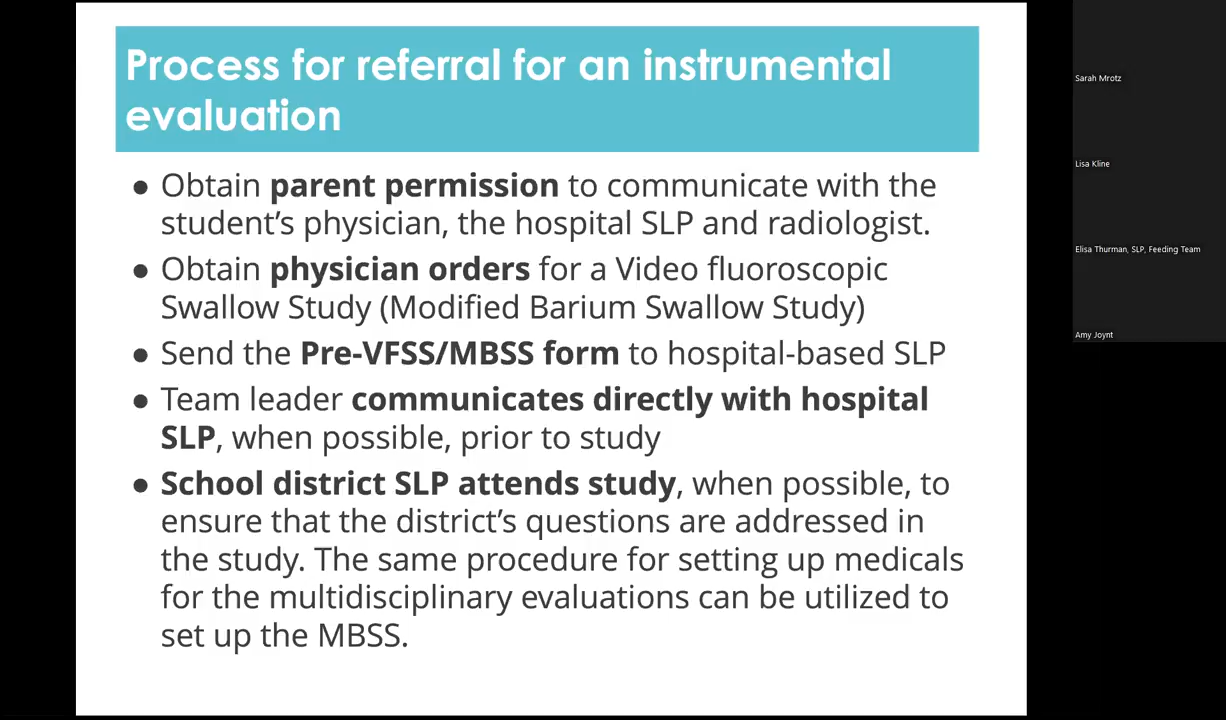 Process for referral for an instrumental
evaluation
● Obtain parent permission to communicate with the
student's physician, the hospital SLP and radiologist.
● Obtain physician orders for a Video fluoroscopic
Swallow Study (Modified Barium Swallow Study)
● Send the Pre-VFSS/MBSS form to hospital-based SLP
● Team leader communicates directly with hospital
SLP, when possible, prior to study
● School district SLP attends study, when possible, to
ensure that the district's questions are addressed in
the study. The same procedure for setting up medicals
for the multidisciplinary evaluations can be utilized to
set up the MBSS.
Sarah Mrotz
Lisa Kline
Elisa Thurman, SLP, Feeding Team
Amy Joynt